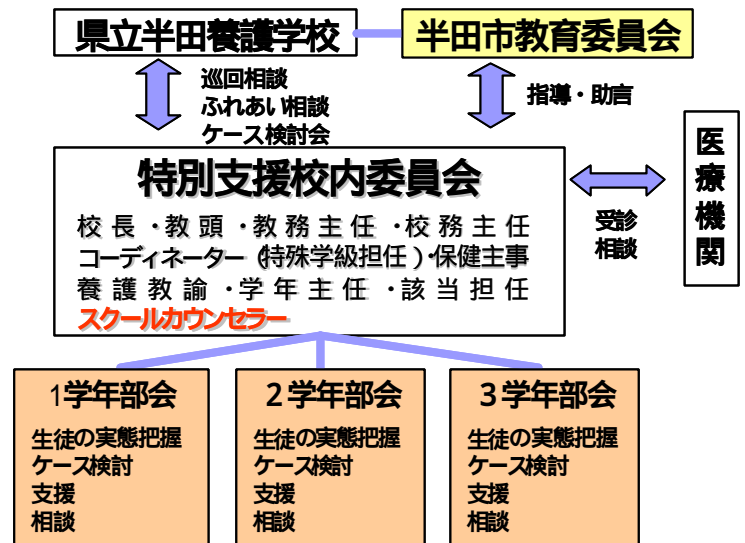 県立半田養護学校
半田市教育委員会
巡回相談
ふれあい相談
ケース検討会
指導・助言
医療機関
特別支援校内委員会
校長・教頭・教務主任・校務主任
コーディネーター(特殊学級担任)・保健主事
養護教諭・学年主任・該当担任
スクールカウンセラー
受診
相談
1学年部会
生徒の実態把握
ケース検討
支援
相談
2学年部会
生徒の実態把握
ケース検討
支援
相談
3学年部会
生徒の実態把握
ケース検討
支援
相談